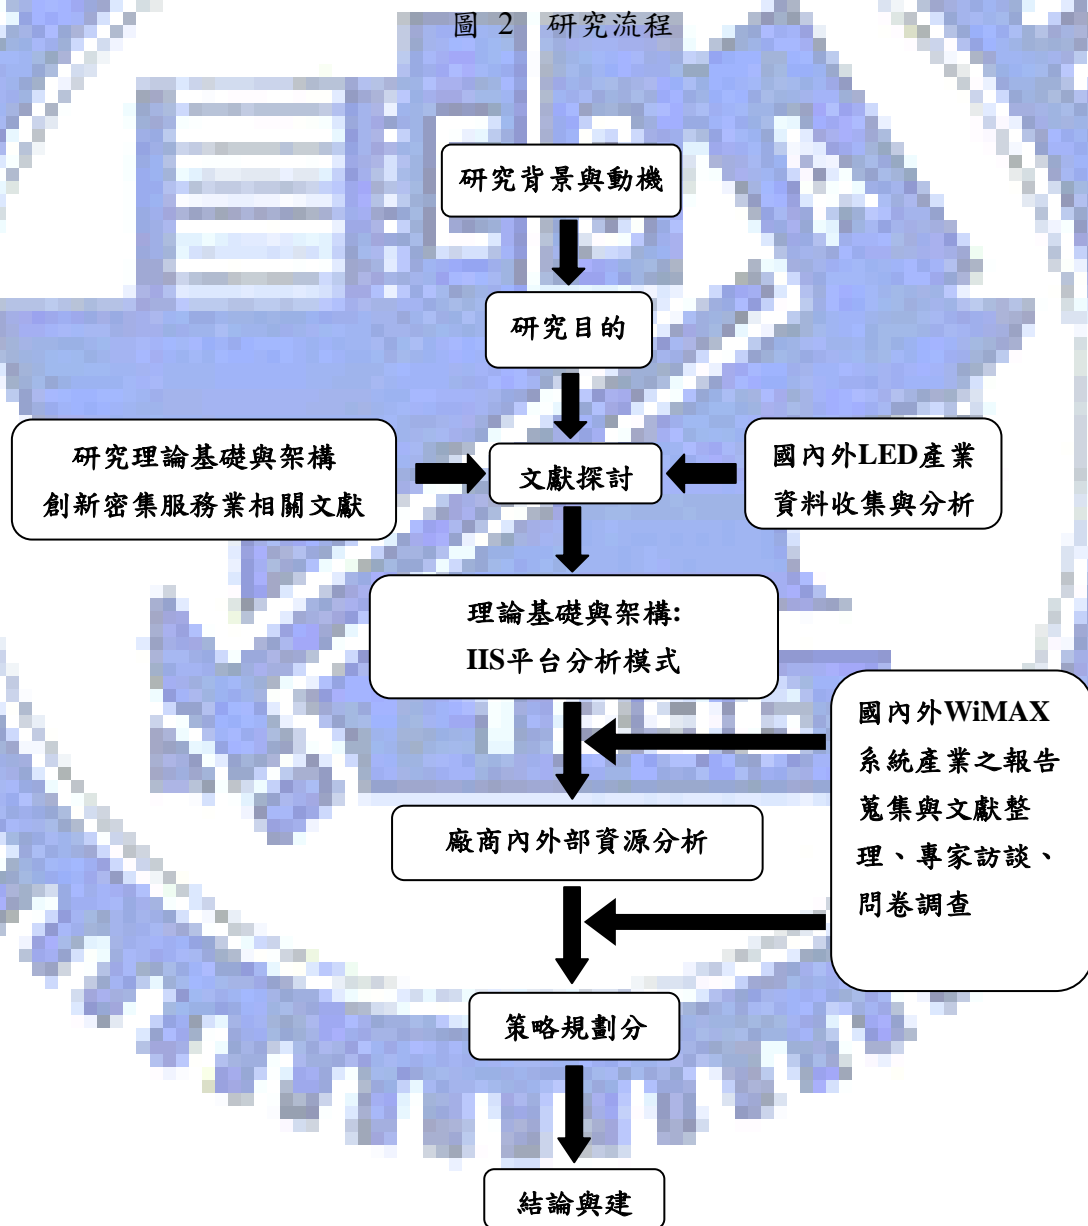 圖 2 研究流程
研究背景與動機
研究目的
研究理論基礎與架構
創新密集服務業相關文獻
文獻探討
國內外LED產業
資料收集與分析
理論基礎與架構:
IIS平台分析模式
國內外WiMAX
系統產業之報告
蒐集與文獻整
理、專家訪談、
問卷調查
廠商內外部資源分析
策略規劃分
結論與建